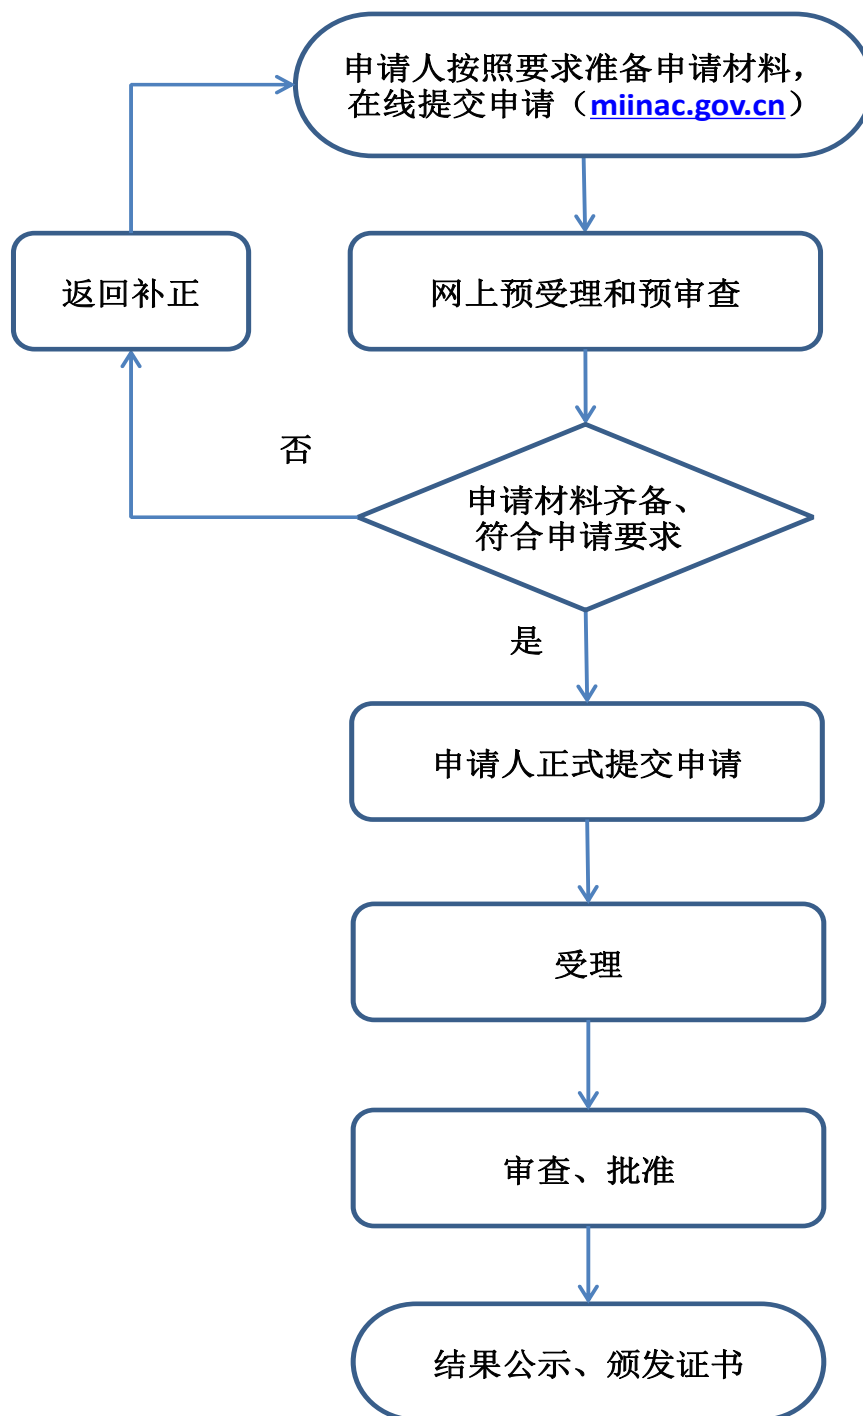 申请人按照要求准备申请材料，
在线提交申请（miinac.gov.cn）
返回补正
网上预受理和预审查
否
申请材料齐备、
符合申请要求
是
申请人正式提交申请
受理
审查、批准
结果公示、颁发证书